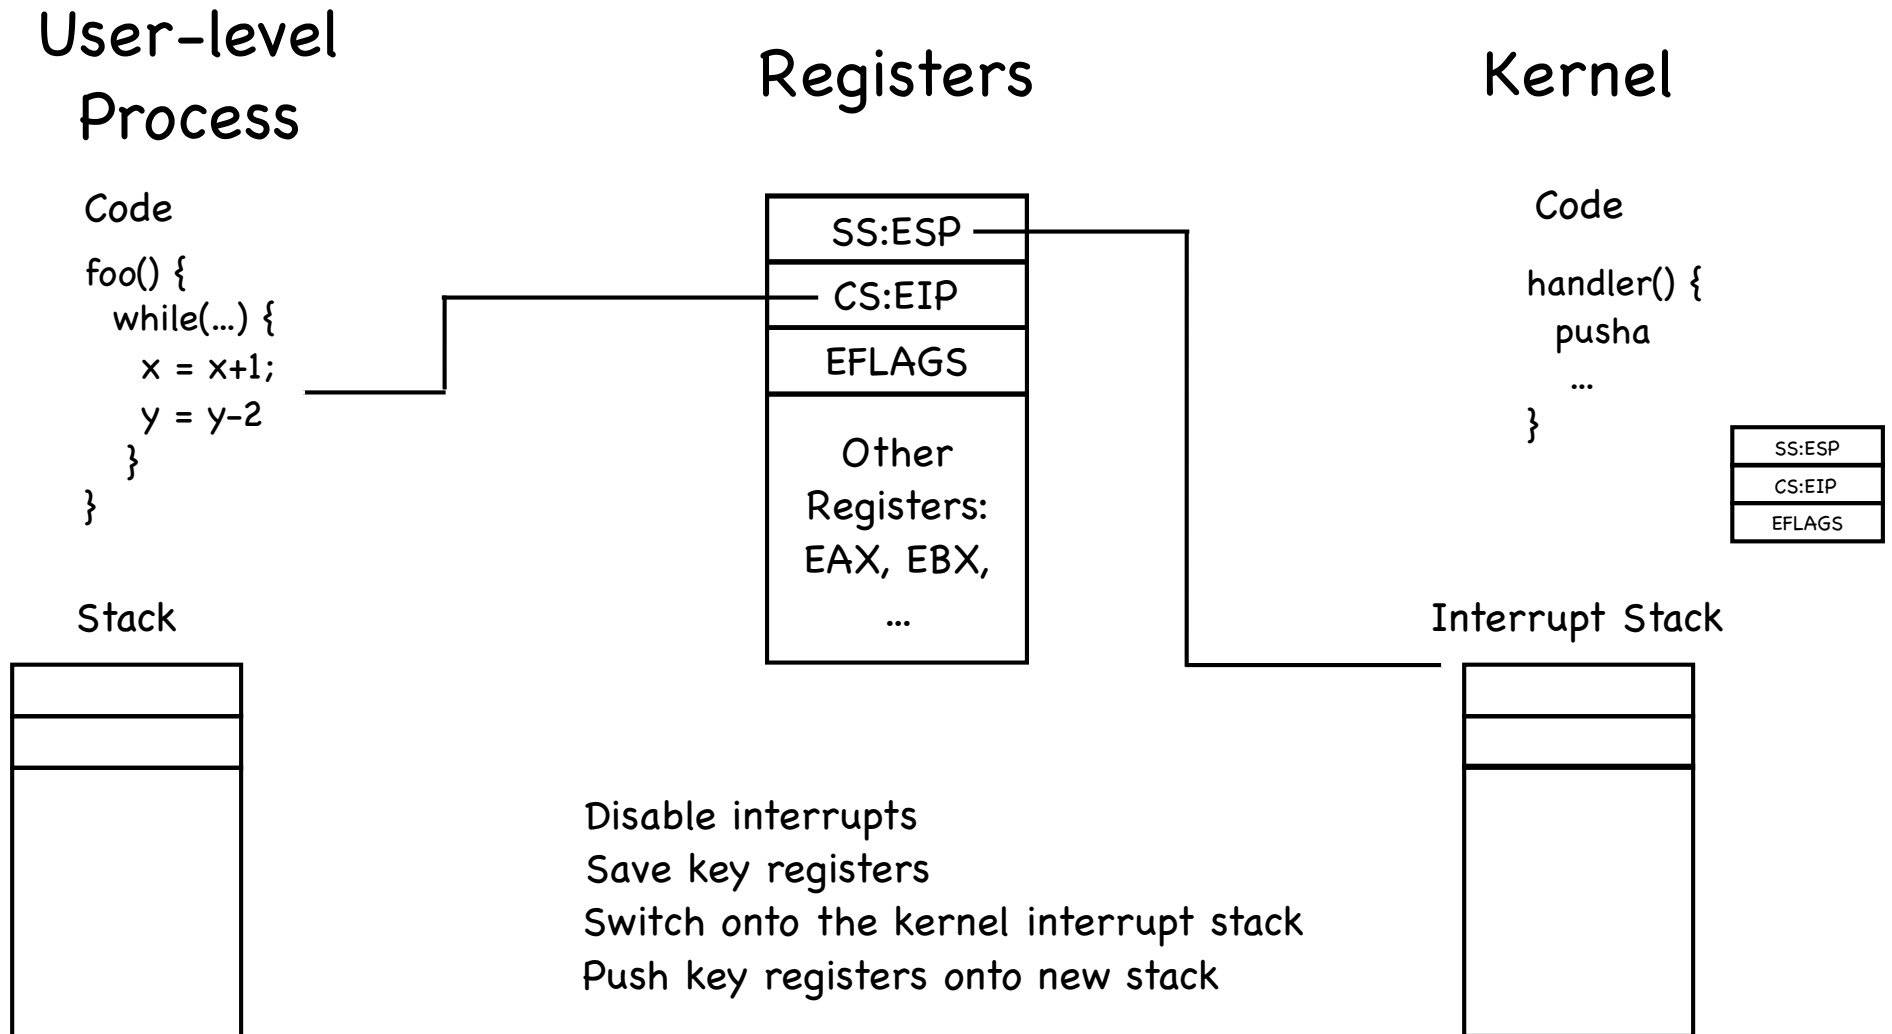 User-level
Process
Registers
Kernel
Code
foo() {
while(...) {
x = x+1;
y = y-2
}
}
Stack
SS:ESP
CS:EIP
EFLAGS
Other
Registers:
EAX, EBX,
...
Code
handler() {
pusha
...
}
SS:ESP
CS:EIP
EFLAGS
Interrupt Stack
Disable interrupts
Save key registers
Switch onto the kernel interrupt stack
Push key registers onto new stack